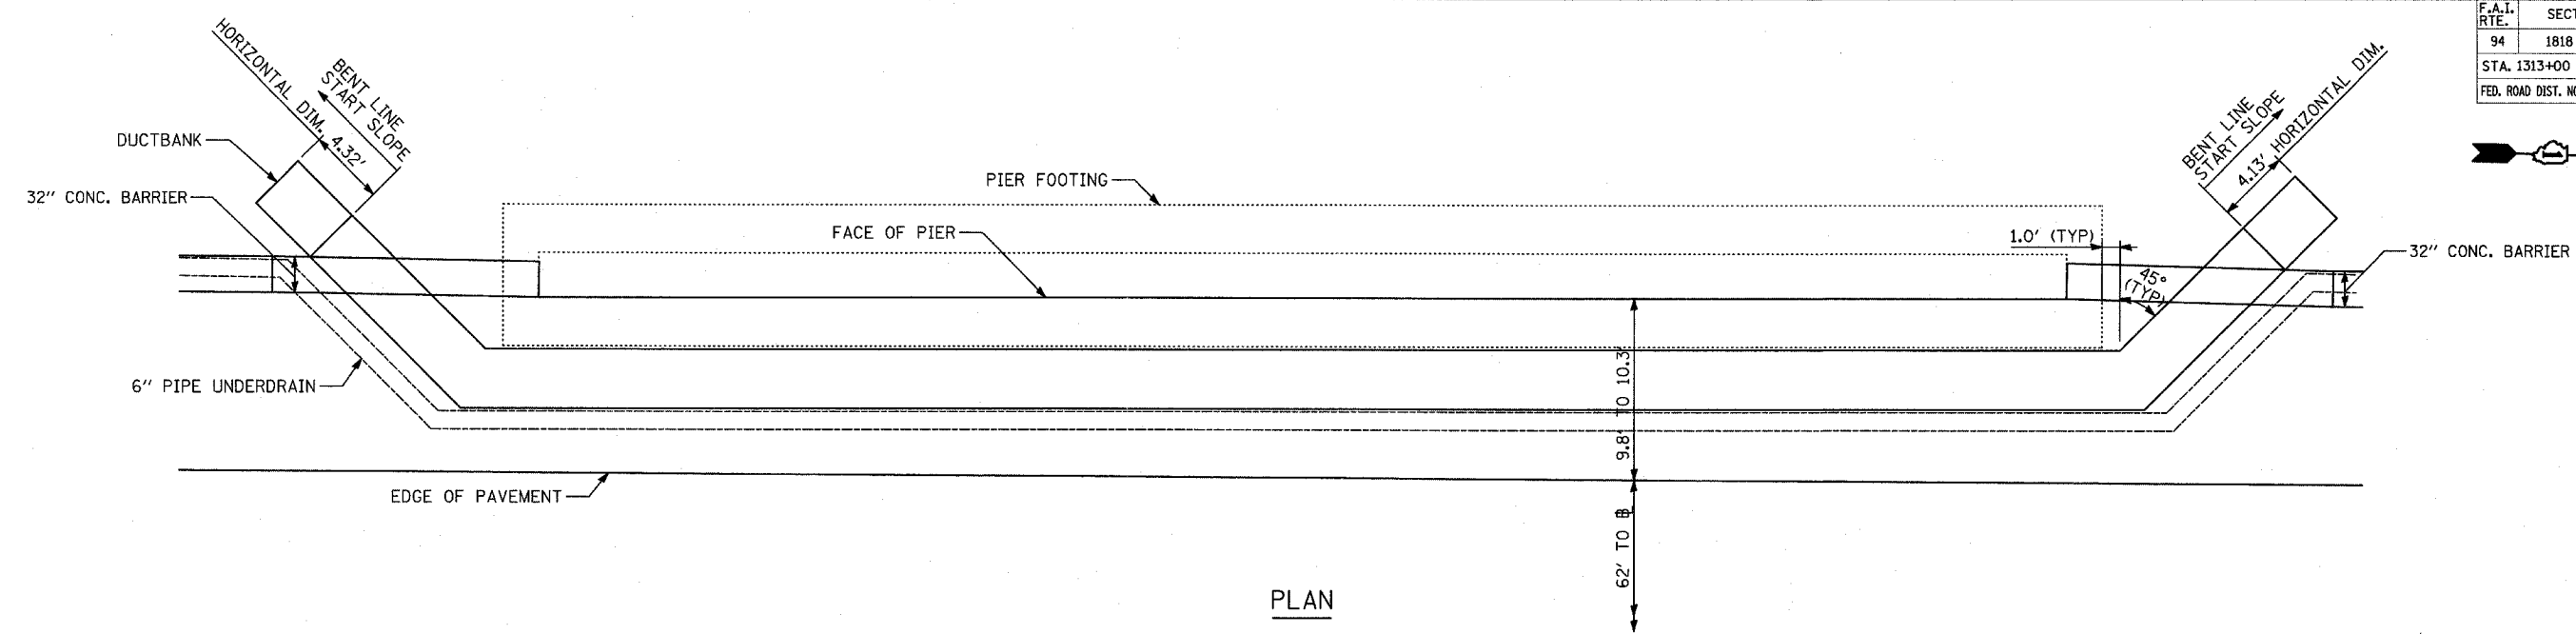 F.A.I.
RTE.
SECT
94
1818
STA. 1313+00
FED. ROAD DIST. NO
HORIZONTAL DIM.
4.32'
BENT LINE
START SLOPE
DUCTBANK
32" CONC. BARRIER
PIER FOOTING
FACE OF PIER
BENT LINE
START SLOPE
4.13' HORIZONTAL DIM.
1.0' (TYP)
45°
(TYP)
32" CONC. BARRIER
6" PIPE UNDERDRAIN
9.8' TO 10.3'
EDGE OF PAVEMENT
62' TO ℄
PLAN